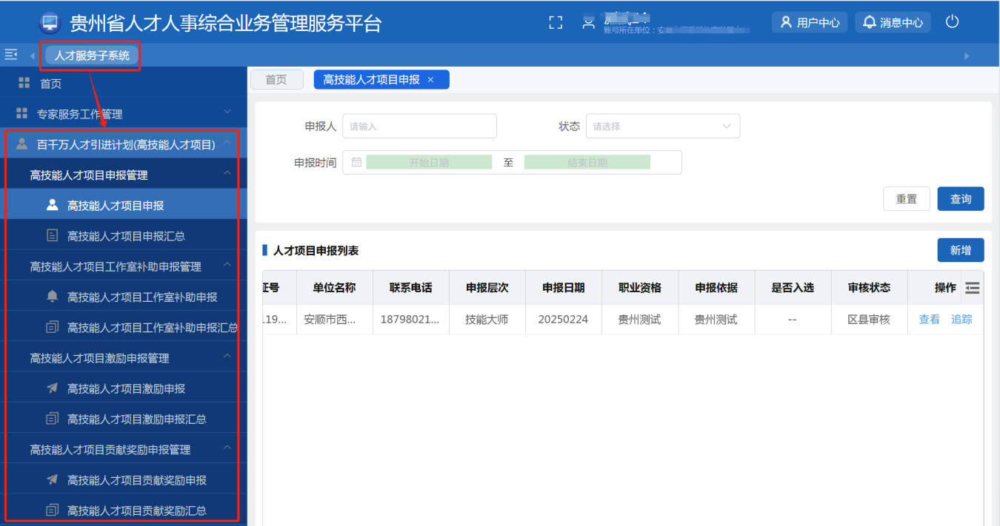 贵州省人才人事综合业务管理服务平台
账号所在单位：安
用户中心
消息中心
人才服务子系统
首页
专家服务工作管理
百千万人才引进计划(高技能人才项目)
高技能人才项目申报管理
高技能人才项目申报
高技能人才项目申报汇总
高技能人才项目工作室补助申报管理
高技能人才项目工作室补助申报
高技能人才项目工作室补助申报汇总
高技能人才项目激励申报管理
高技能人才项目激励申报
高技能人才项目激励申报汇总
高技能人才项目贡献奖励申报管理
高技能人才项目贡献奖励申报
高技能人才项目贡献奖励汇总
首页 高技能人才项目申报 ×
申报人 请输入 状态 请选择
申报时间 开始日期 至 结束日期
重置 查询
人才项目申报列表 新增
证号 单位名称 联系电话 申报层次 申报日期 职业资格 申报依据 是否入选 审核状态 操作
.19... 安顺市西... 18798021... 技能大师 20250224 贵州测试 贵州测试 -- 区县审核 查看 追踪